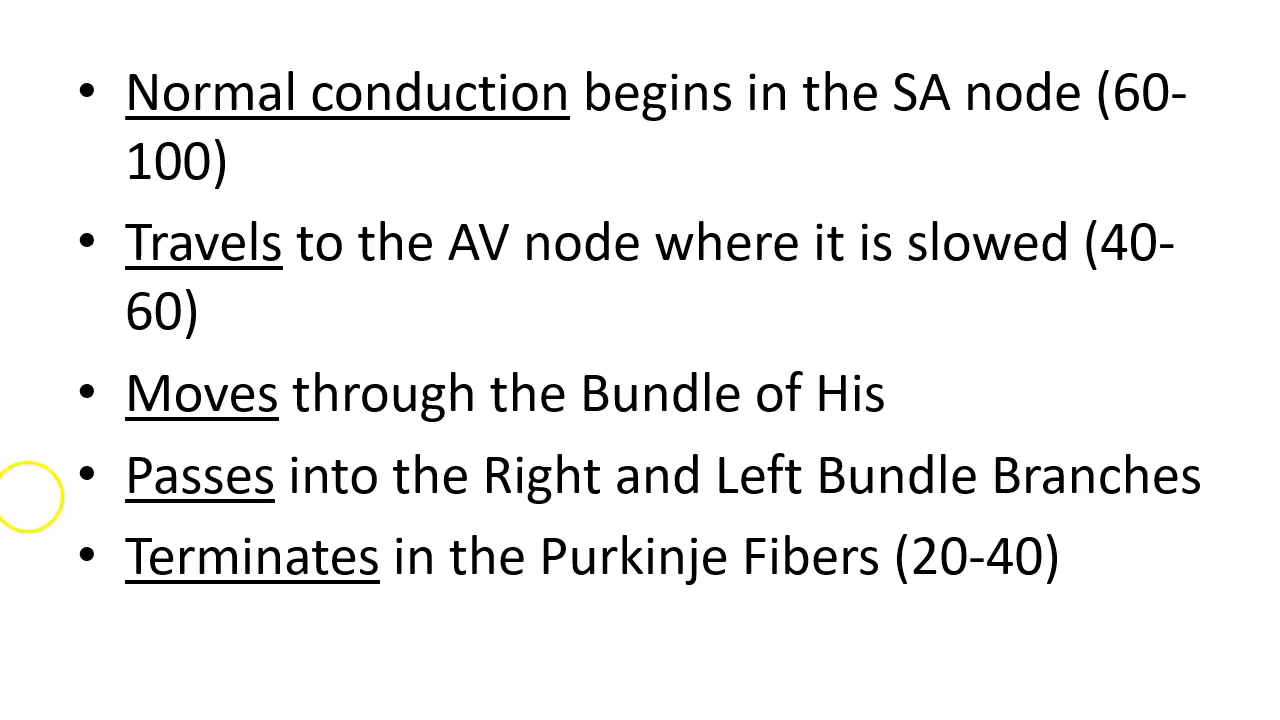 • Normal conduction begins in the SA node (60-
100)
• Travels to the AV node where it is slowed (40-
60)
• Moves through the Bundle of His
• Passes into the Right and Left Bundle Branches
• Terminates in the Purkinje Fibers (20-40)